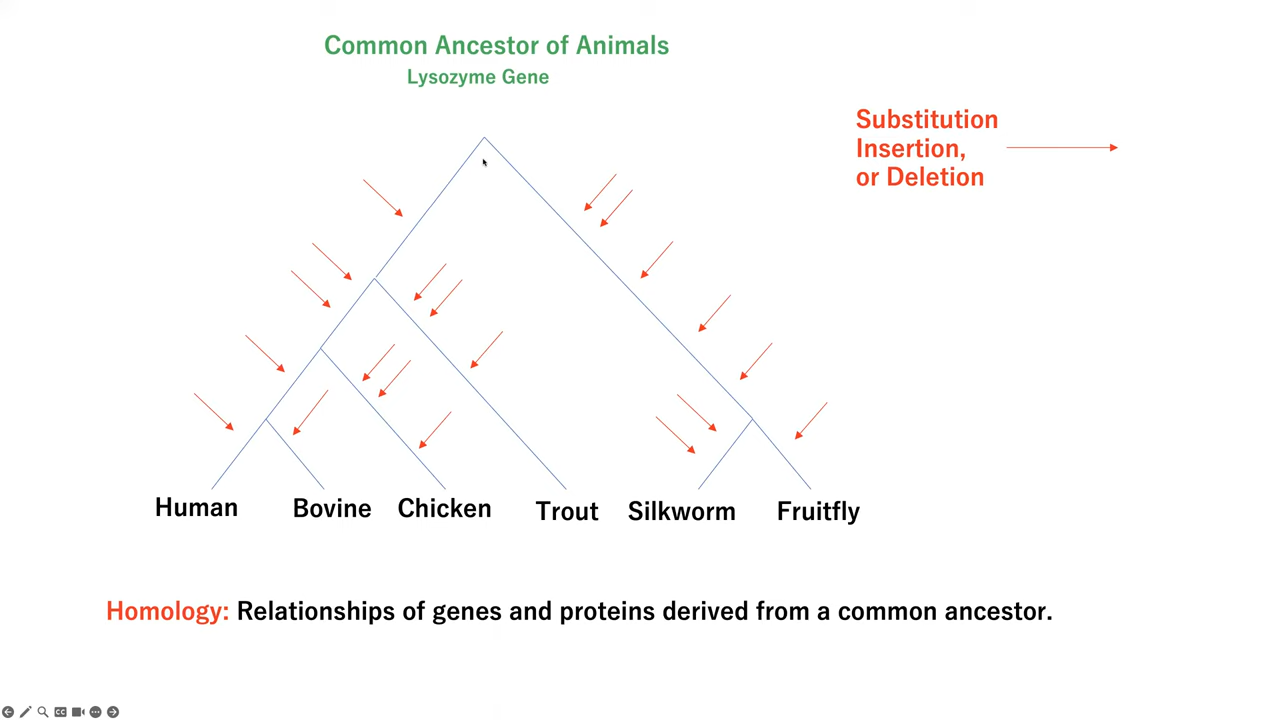 Common Ancestor of Animals
Lysozyme Gene
Substitution
Insertion,
or Deletion
Human Bovine Chicken Trout Silkworm Fruitfly
Homology: Relationships of genes and proteins derived from a common ancestor.
CC